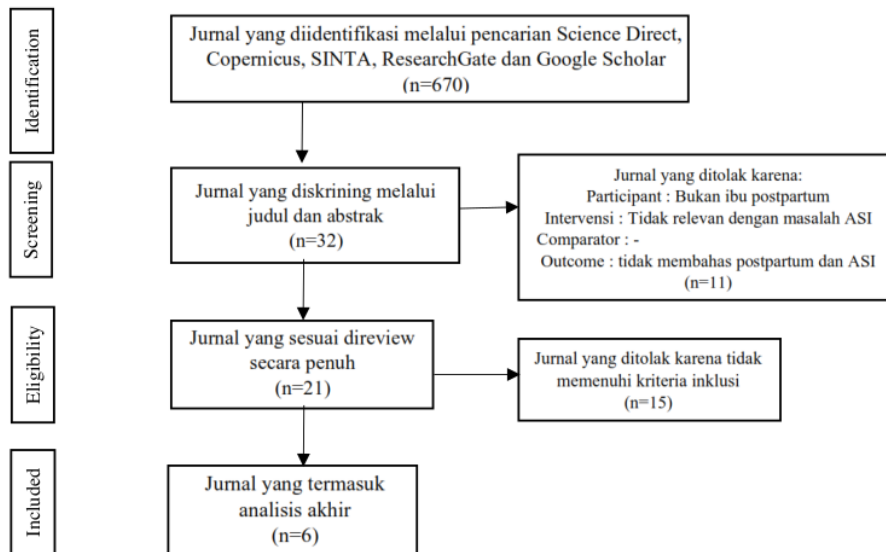 Identification
Jurnal yang diidentifikasi melalui pencarian Science Direct,
Copernicus, SINTA, ResearchGate dan Google Scholar
(n=670)
Screening
Jurnal yang diskrining melalui
judul dan abstrak
(n=32)
Jurnal yang ditolak karena:
Participant : Bukan ibu postpartum
Intervensi : Tidak relevan dengan masalah ASI
Comparator : -
Outcome : tidak membahas postpartum dan ASI
(n=11)
Eligibility
Jurnal yang sesuai direview
secara penuh
(n=21)
Jurnal yang ditolak karena tidak
memenuhi kriteria inklusi
(n=15)
Included
Jurnal yang termasuk
analisis akhir
(n=6)